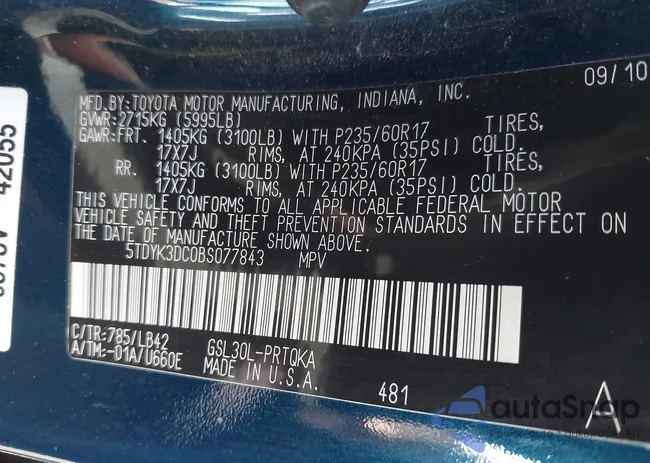 09/10
MFD.BY:TOYOTA MOTOR MANUFACTURING, INDIANA, INC.
GVWR:2715KG (5995LB)
GAWR:FRT. 1405KG (3100LB) WITH P235/60R17 TIRES,
17X7J RIMS, AT 240KPA (35PSI) COLD.
RR. 1405KG (3100LB) WITH P235/60R17 TIRES,
17X7J RIMS, AT 240KPA (35PSI) COLD.
THIS VEHICLE CONFORMS TO ALL APPLICABLE FEDERAL MOTOR
VEHICLE SAFETY AND THEFT PREVENTION STANDARDS IN EFFECT ON
THE DATE OF MANUFACTURE SHOWN ABOVE.
5TDYK3DC0BS077843 MPV
C/TR:785/LB42 GSL30L-PRTQKA
A/TM:-01A/U660E MADE IN U.S.A.
481
A
42055
autoSnap